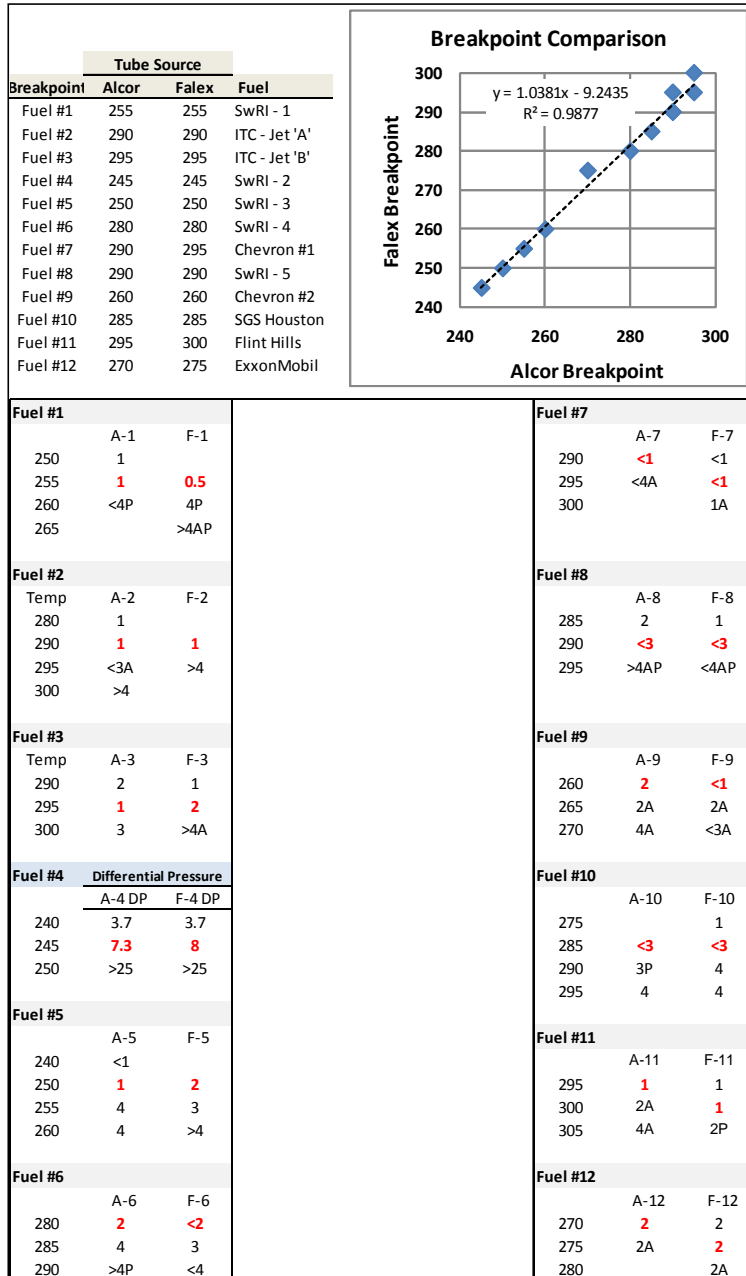 Tube Source
Breakpoint Alcor Falex Fuel
Fuel #1 255 255 SwRI - 1
Fuel #2 290 290 ITC - Jet 'A'
Fuel #3 295 295 ITC - Jet 'B'
Fuel #4 245 245 SwRI - 2
Fuel #5 250 250 SwRI - 3
Fuel #6 280 280 SwRI - 4
Fuel #7 290 295 Chevron #1
Fuel #8 290 290 SwRI - 5
Fuel #9 260 260 Chevron #2
Fuel #10 285 285 SGS Houston
Fuel #11 295 300 Flint Hills
Fuel #12 270 275 ExxonMobil
Breakpoint Comparison
y = 1.0381x - 9.2435
R² = 0.9877
Falex Breakpoint
300
290
280
270
260
250
240
240 260 280 300
Alcor Breakpoint
Fuel #1
A-1 F-1
250 1
255 1 0.5
260 <4P 4P
265 >4AP
Fuel #2
Temp A-2 F-2
280 1
290 1 1
295 <3A >4
300 >4
Fuel #3
Temp A-3 F-3
290 2 1
295 1 2
300 3 >4A
Fuel #4 Differential Pressure
A-4 DP F-4 DP
240 3.7 3.7
245 7.3 8
250 >25 >25
Fuel #5
A-5 F-5
240 <1
250 1 2
255 4 3
260 4 >4
Fuel #6
A-6 F-6
280 2 <2
285 4 3
290 >4P <4
Fuel #7
A-7 F-7
290 <1 <1
295 <4A <1
300 1A
Fuel #8
A-8 F-8
285 2 1
290 <3 <3
295 >4AP <4AP
Fuel #9
A-9 F-9
260 2 <1
265 2A 2A
270 4A <3A
Fuel #10
A-10 F-10
275 1
285 <3 <3
290 3P 4
295 4 4
Fuel #11
A-11 F-11
295 1 1
300 2A 1
305 4A 2P
Fuel #12
A-12 F-12
270 2 2
275 2A 2
280 2A